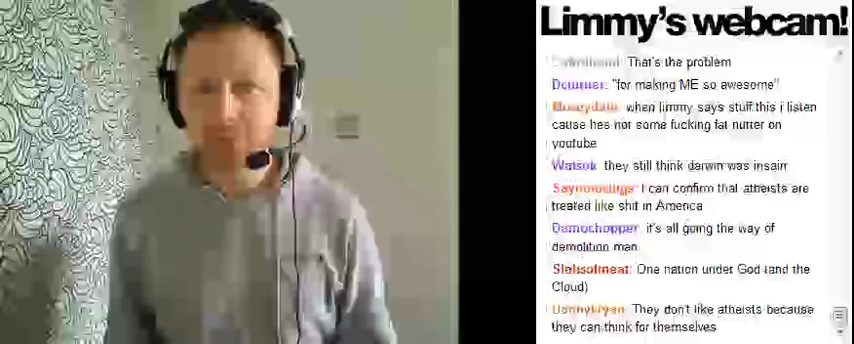 Limmy's webcam!
That's the problem
"for making ME so awesome"
when limmy says stuff this i listen
cause hes not some fucking fat nutter on
youtube
Watson they still think darwin was insain
I can confirm that atheists are
treated like shit in America
Damochopper it's all going the way of
demolition man
One nation under God (and the
Cloud)
They don't like atheists because
they can think for themselves